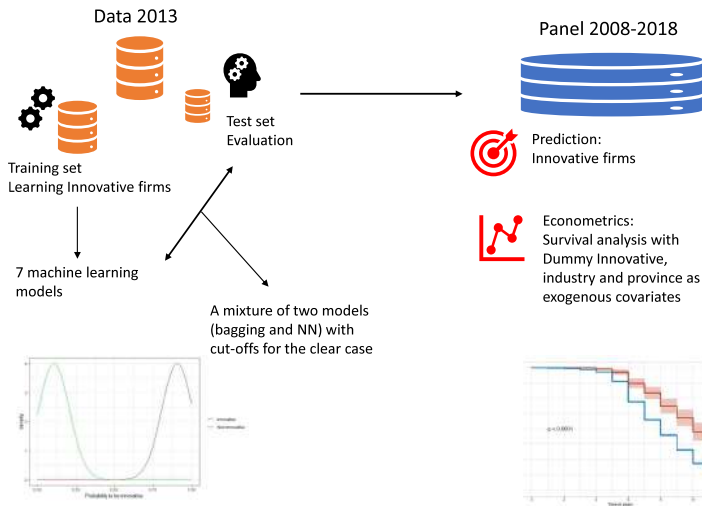 Data 2013
Panel 2008-2018
Test set
Evaluation
Training set
Learning Innovative firms
Prediction:
Innovative firms
7 machine learning
models
A mixture of two models
(bagging and NN) with
cut-offs for the clear case
Econometrics:
Survival analysis with
Dummy Innovative,
industry and province as
exogenous covariates
Probability to be innovative